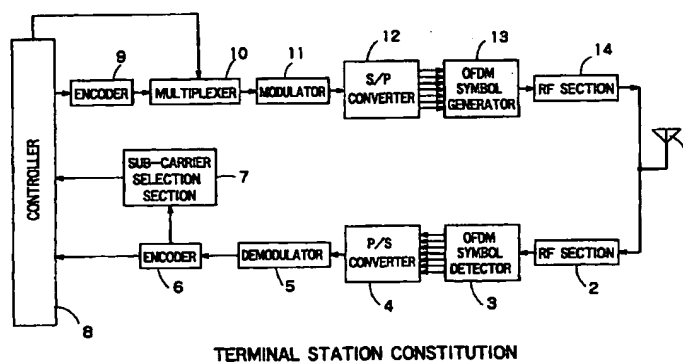 9
10
11
12
13
14
ENCODER
MULTIPLEXER
MODULATOR
S/P
CONVERTER
OFDM
SYMBOL
GENERATOR
RF SECTION
CONTROLLER
SUB-CARRIER
SELECTION
SECTION
7
ENCODER
6
DEMODULATOR
5
P/S
CONVERTER
4
OFDM
SYMBOL
DETECTOR
3
RF SECTION
2
8
TERMINAL STATION CONSTITUTION